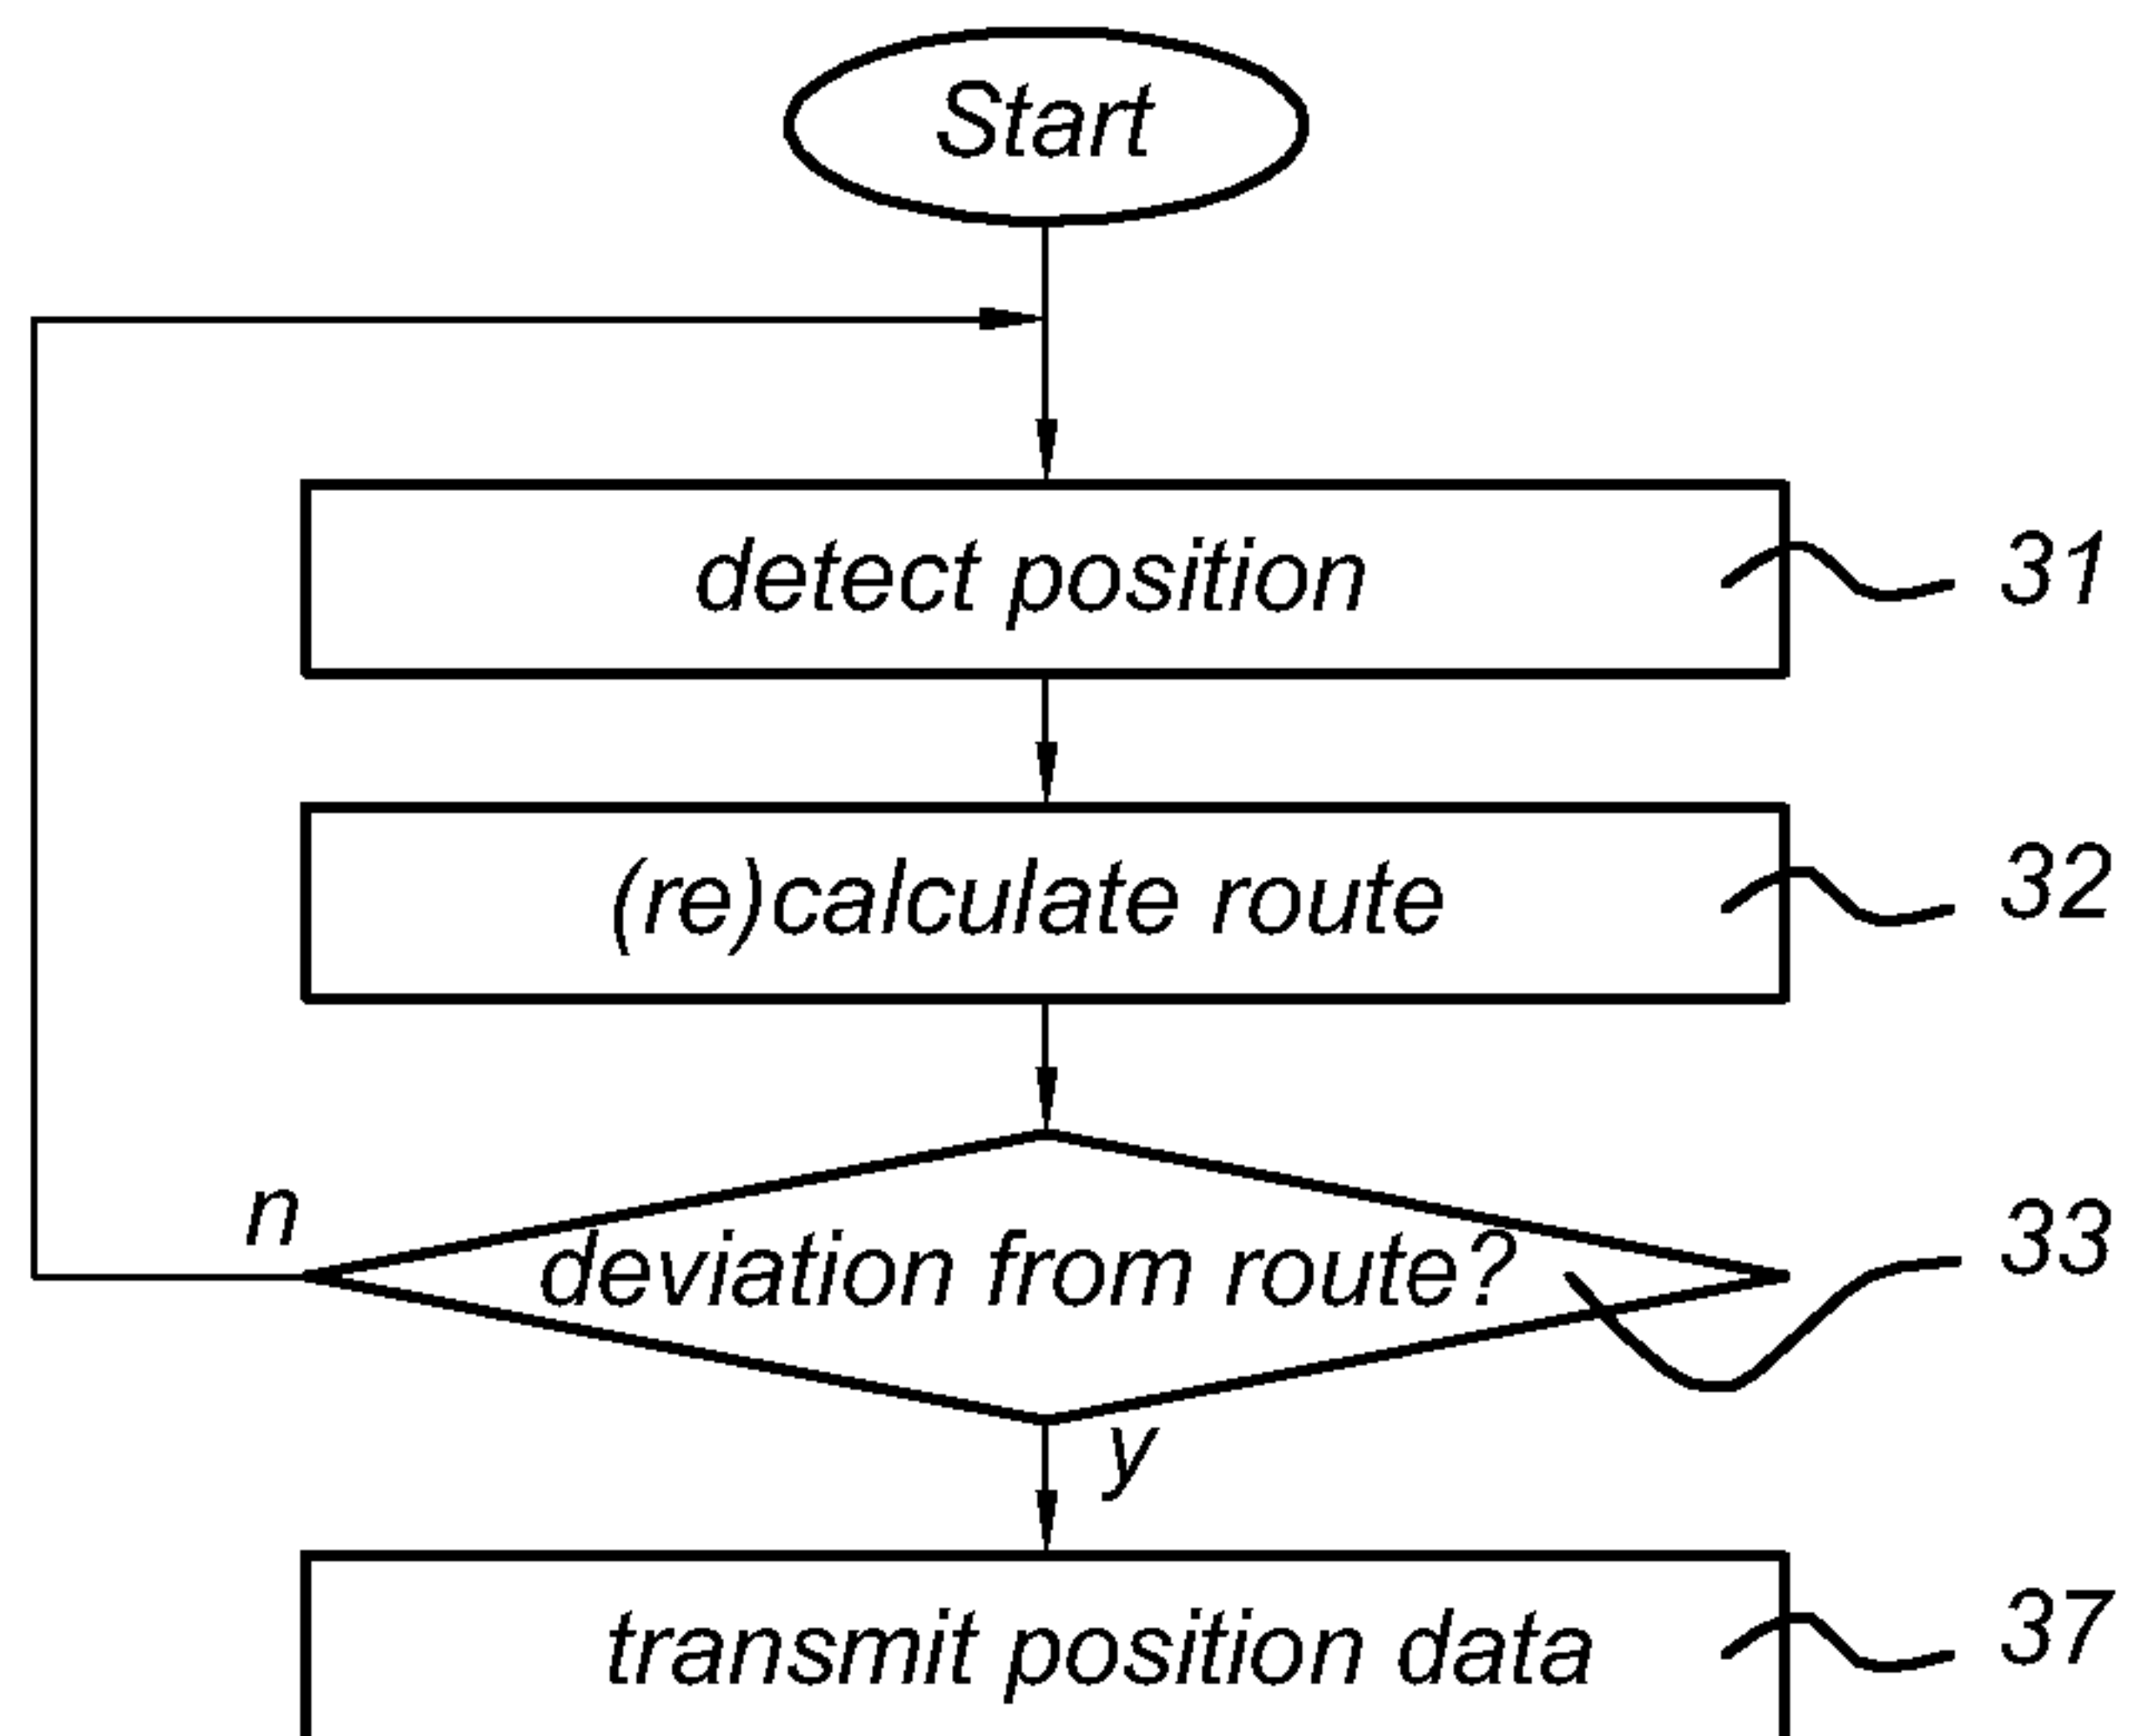 Start
detect position
31
(re)calculate route
32
n
deviation from route?
33
y
transmit position data
37